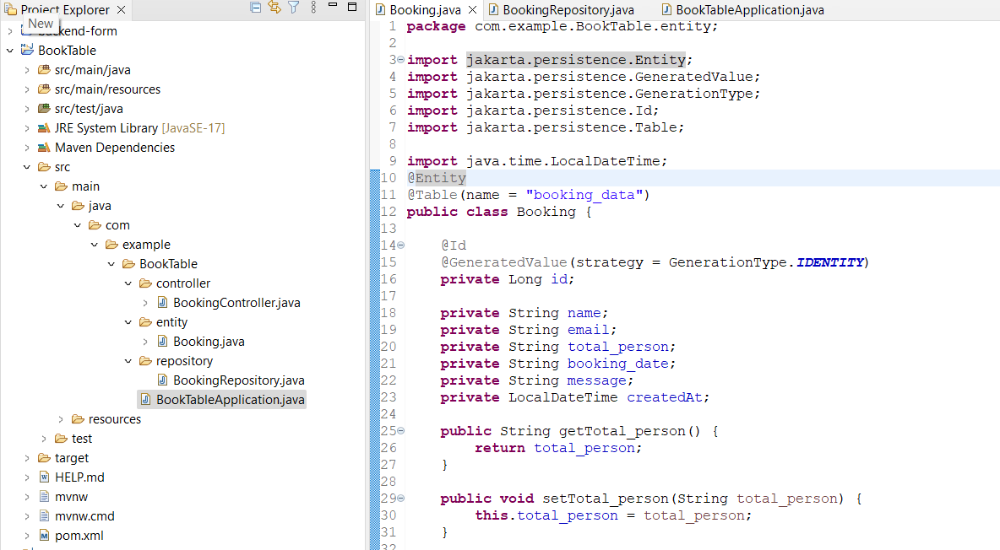 Project Explorer
New
backend-form
BookTable
src/main/java
src/main/resources
src/test/java
JRE System Library [JavaSE-17]
Maven Dependencies
src
main
java
com
example
BookTable
controller
BookingController.java
entity
Booking.java
repository
BookingRepository.java
BookTableApplication.java
resources
test
target
HELP.md
mvnw
mvnw.cmd
pom.xml
Booking.java BookingRepository.java BookTableApplication.java
1 package com.example.BookTable.entity;
2
3 import jakarta.persistence.Entity;
4 import jakarta.persistence.GeneratedValue;
5 import jakarta.persistence.GenerationType;
6 import jakarta.persistence.Id;
7 import jakarta.persistence.Table;
8
9 import java.time.LocalDateTime;
10 @Entity
11 @Table(name = "booking_data")
12 public class Booking {
13
14 @Id
15 @GeneratedValue(strategy = GenerationType.IDENTITY)
16 private Long id;
17
18 private String name;
19 private String email;
20 private String total_person;
21 private String booking_date;
22 private String message;
23 private LocalDateTime createdAt;
24
25 public String getTotal_person() {
26 return total_person;
27 }
28
29 public void setTotal_person(String total_person) {
30 this.total_person = total_person;
31 }
32